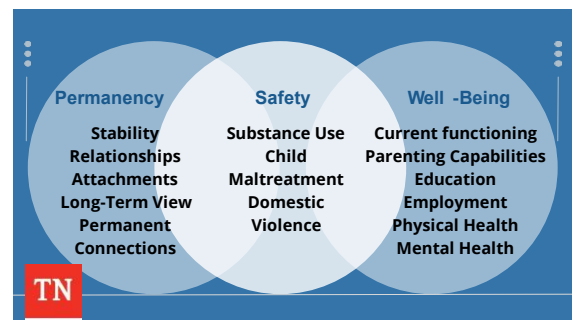 Permanency
Stability
Relationships
Attachments
Long-Term View
Permanent
Connections
Safety
Substance Use
Child
Maltreatment
Domestic
Violence
Well -Being
Current functioning
Parenting Capabilities
Education
Employment
Physical Health
Mental Health
TN